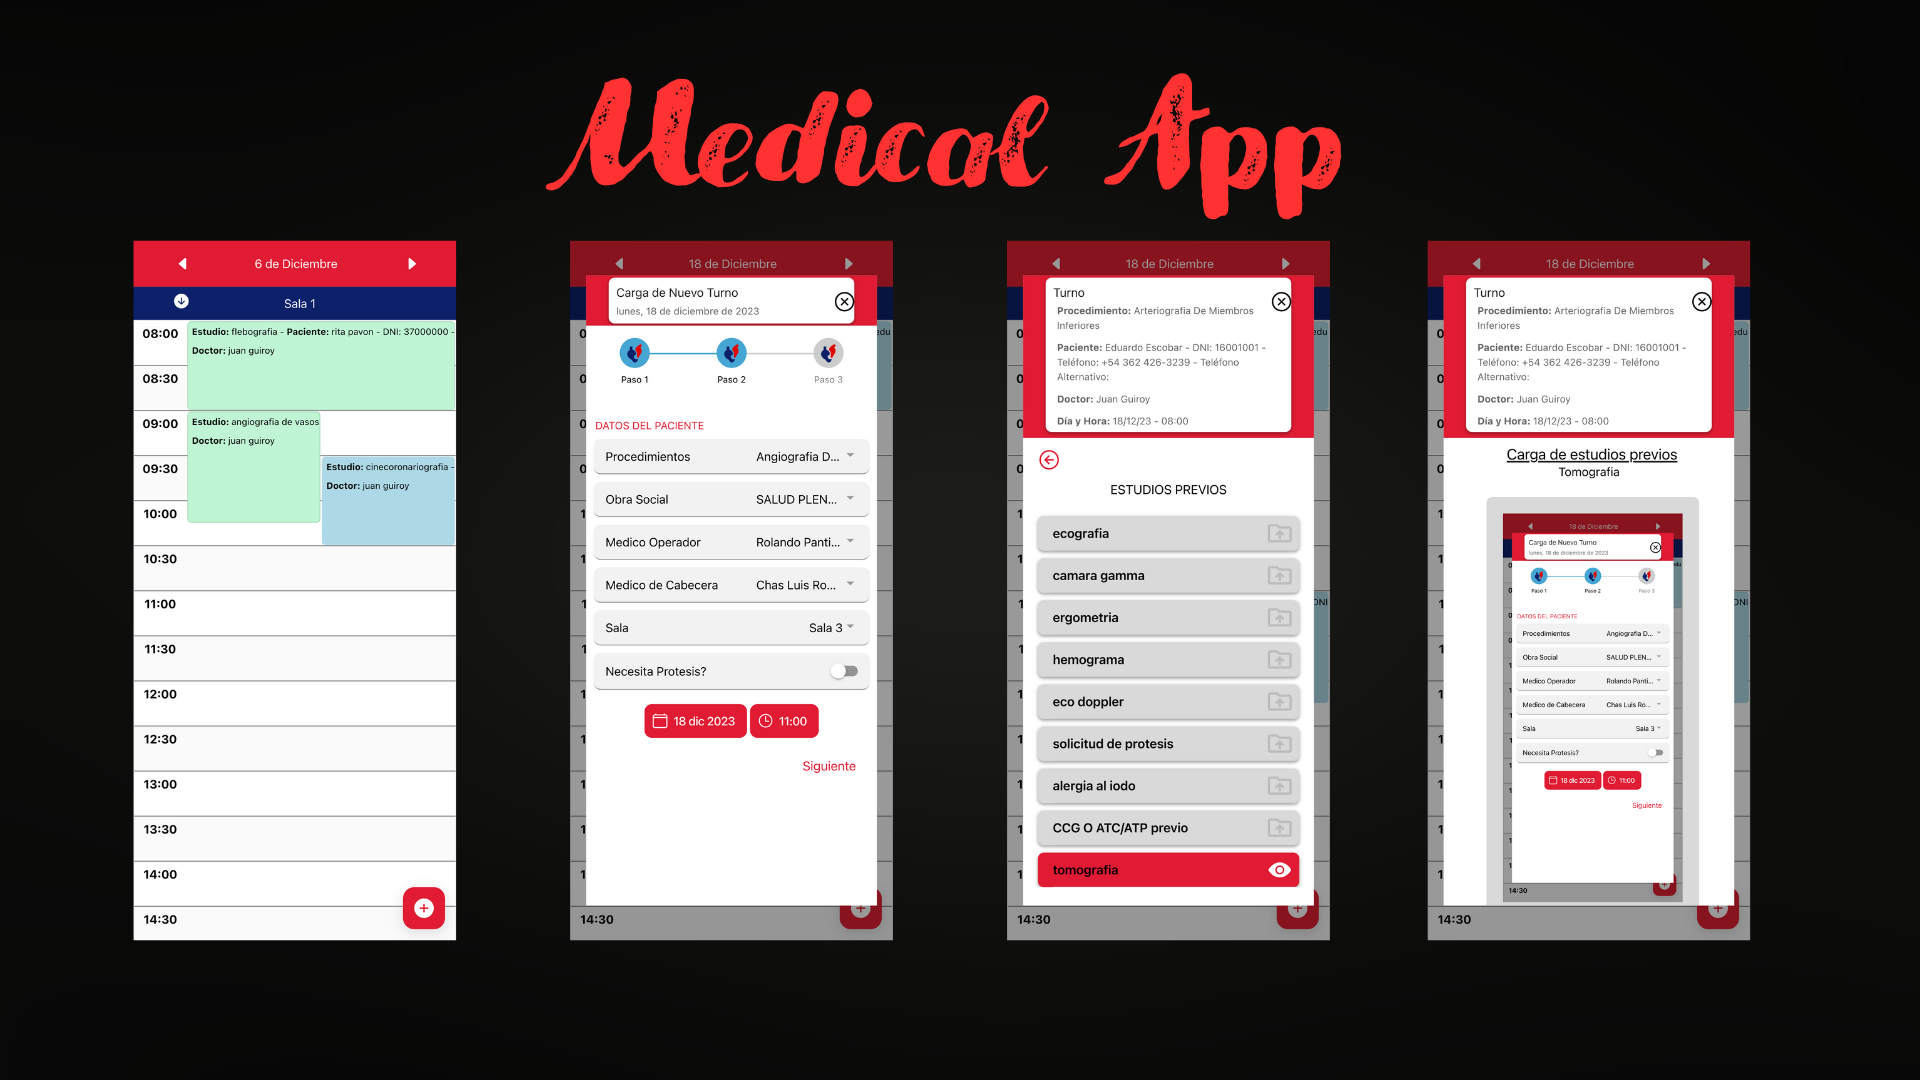 Medical App
6 de Diciembre
Sala 1
08:00
Estudio: flebografia - Paciente: rita pavon - DNI: 37000000 -
Doctor: juan guiroy
08:30
09:00
Estudio: angiografia de vasos
Doctor: juan guiroy
09:30
Estudio: cinecoronariografia -
Doctor: juan guiroy
10:00
10:30
11:00
11:30
12:00
12:30
13:00
13:30
14:00
14:30
18 de Diciembre
Carga de Nuevo Turno
lunes, 18 de diciembre de 2023
Paso 1
Paso 2
Paso 3
DATOS DEL PACIENTE
Procedimientos Angiografia D...
Obra Social SALUD PLEN...
Medico Operador Rolando Panti...
Medico de Cabecera Chas Luis Ro...
Sala Sala 3
Necesita Protesis?
18 dic 2023 11:00
Siguiente
14:30
18 de Diciembre
Turno
Procedimiento: Arteriografia De Miembros
Inferiores
Paciente: Eduardo Escobar - DNI: 16001001 -
Teléfono: +54 362 426-3239 - Teléfono
Alternativo:
Doctor: Juan Guiroy
Día y Hora: 18/12/23 - 08:00
ESTUDIOS PREVIOS
ecografia
camara gamma
ergometria
hemograma
eco doppler
solicitud de protesis
alergia al iodo
CCG O ATC/ATP previo
tomografia
14:30
18 de Diciembre
Turno
Procedimiento: Arteriografia De Miembros
Inferiores
Paciente: Eduardo Escobar - DNI: 16001001 -
Teléfono: +54 362 426-3239 - Teléfono
Alternativo:
Doctor: Juan Guiroy
Día y Hora: 18/12/23 - 08:00
Carga de estudios previos
Tomografia
18 de Diciembre
Carga de Nuevo Turno
lunes, 18 de diciembre de 2023
Paso 1
Paso 2
Paso 3
DATOS DEL PACIENTE
Procedimientos Angiografia D...
Obra Social SALUD PLEN...
Medico Operador Rolando Panti...
Medico de Cabecera Chas Luis Ro...
Sala Sala 3
Necesita Protesis?
18 dic 2023 11:00
Siguiente
14:30
14:30